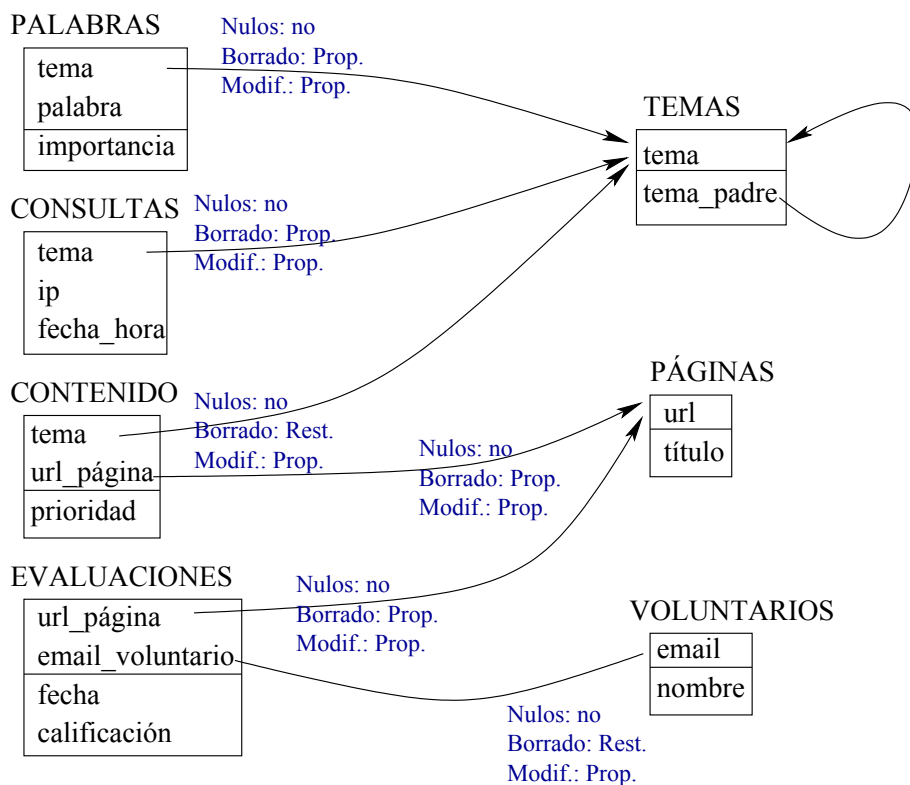 PALABRAS
tema
palabra
importancia
Nulos: no
Borrado: Prop.
Modif.: Prop.
TEMAS
tema
tema_padre
CONSULTAS
tema
ip
fecha_hora
Nulos: no
Borrado: Prop.
Modif.: Prop.
CONTENIDO
tema
url_página
prioridad
Nulos: no
Borrado: Rest.
Modif.: Prop.
Nulos: no
Borrado: Prop.
Modif.: Prop.
PÁGINAS
url
título
EVALUACIONES
url_página
email_voluntario
fecha
calificación
Nulos: no
Borrado: Prop.
Modif.: Prop.
VOLUNTARIOS
email
nombre
Nulos: no
Borrado: Rest.
Modif.: Prop.